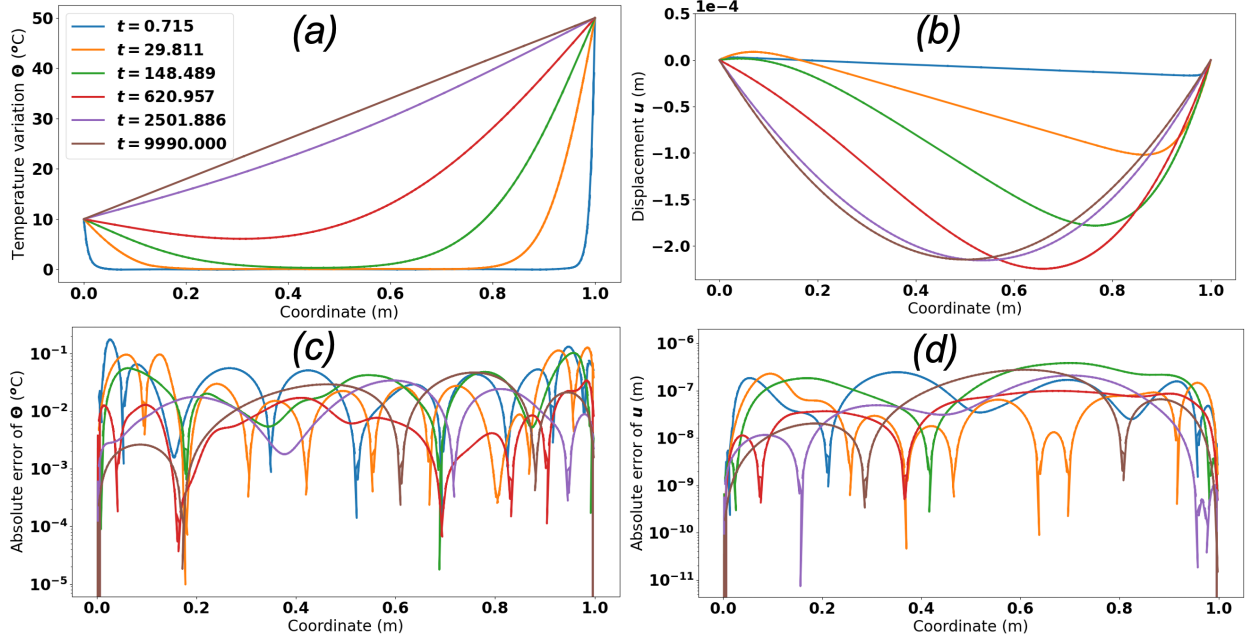 (a)
Temperature variation Θ (°C)
50
40
30
20
10
0
t = 0.715
t = 29.811
t = 148.489
t = 620.957
t = 2501.886
t = 9990.000
0.0 0.2 0.4 0.6 0.8 1.0
Coordinate (m)
(b)
1e−4
Displacement u (m)
0.5
0.0
−0.5
−1.0
−1.5
−2.0
0.0 0.2 0.4 0.6 0.8 1.0
Coordinate (m)
(c)
Absolute error of Θ (°C)
10⁻¹
10⁻²
10⁻³
10⁻⁴
10⁻⁵
0.0 0.2 0.4 0.6 0.8 1.0
Coordinate (m)
(d)
Absolute error of u (m)
10⁻⁶
10⁻⁷
10⁻⁸
10⁻⁹
10⁻¹⁰
10⁻¹¹
0.0 0.2 0.4 0.6 0.8 1.0
Coordinate (m)